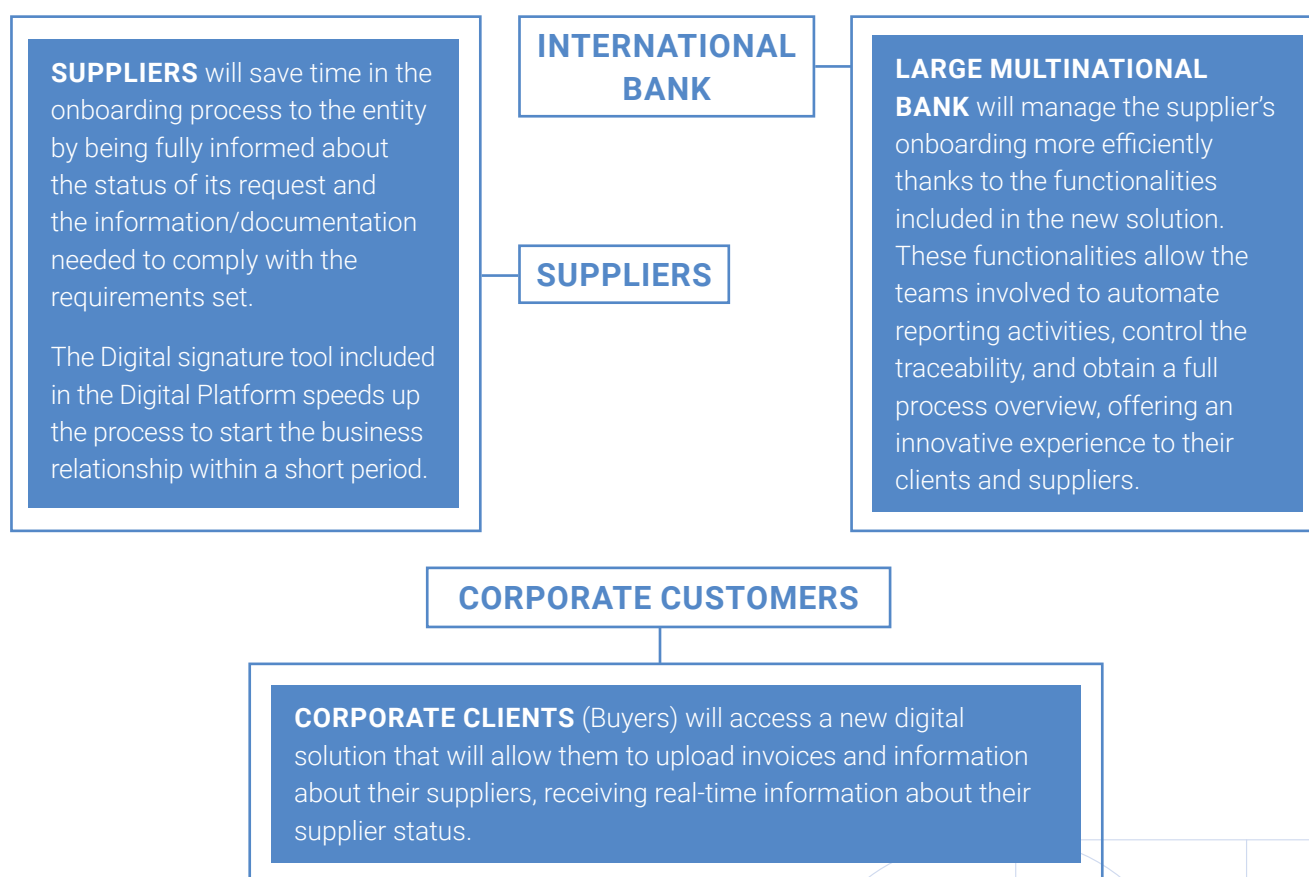 SUPPLIERS will save time in the
onboarding process to the entity
by being fully informed about
the status of its request and
the information/documentation
needed to comply with the
requirements set.
The Digital signature tool included
in the Digital Platform speeds up
the process to start the business
relationship within a short period.
INTERNATIONAL
BANK
SUPPLIERS
LARGE MULTINATIONAL
BANK will manage the supplier's
onboarding more efficiently
thanks to the functionalities
included in the new solution.
These functionalities allow the
teams involved to automate
reporting activities, control the
traceability, and obtain a full
process overview, offering an
innovative experience to their
clients and suppliers.
CORPORATE CUSTOMERS
CORPORATE CLIENTS (Buyers) will access a new digital
solution that will allow them to upload invoices and information
about their suppliers, receiving real-time information about their
supplier status.